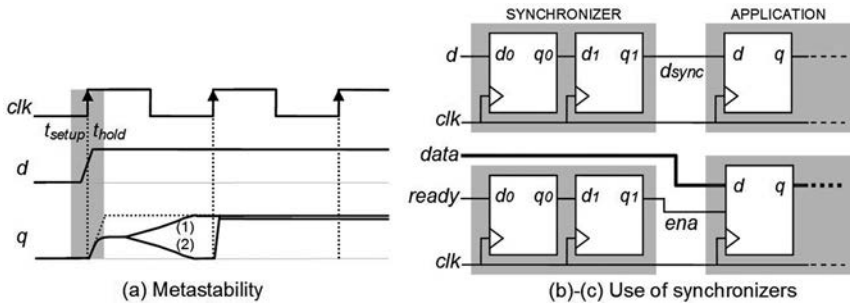 clk
t_setup t_hold
d
q
(1)
(2)
(a) Metastability
SYNCHRONIZER APPLICATION
d d0 q0 d1 q1 dsync d q
clk
data
ready d0 q0 d1 q1 ena d q
clk
(b)-(c) Use of synchronizers